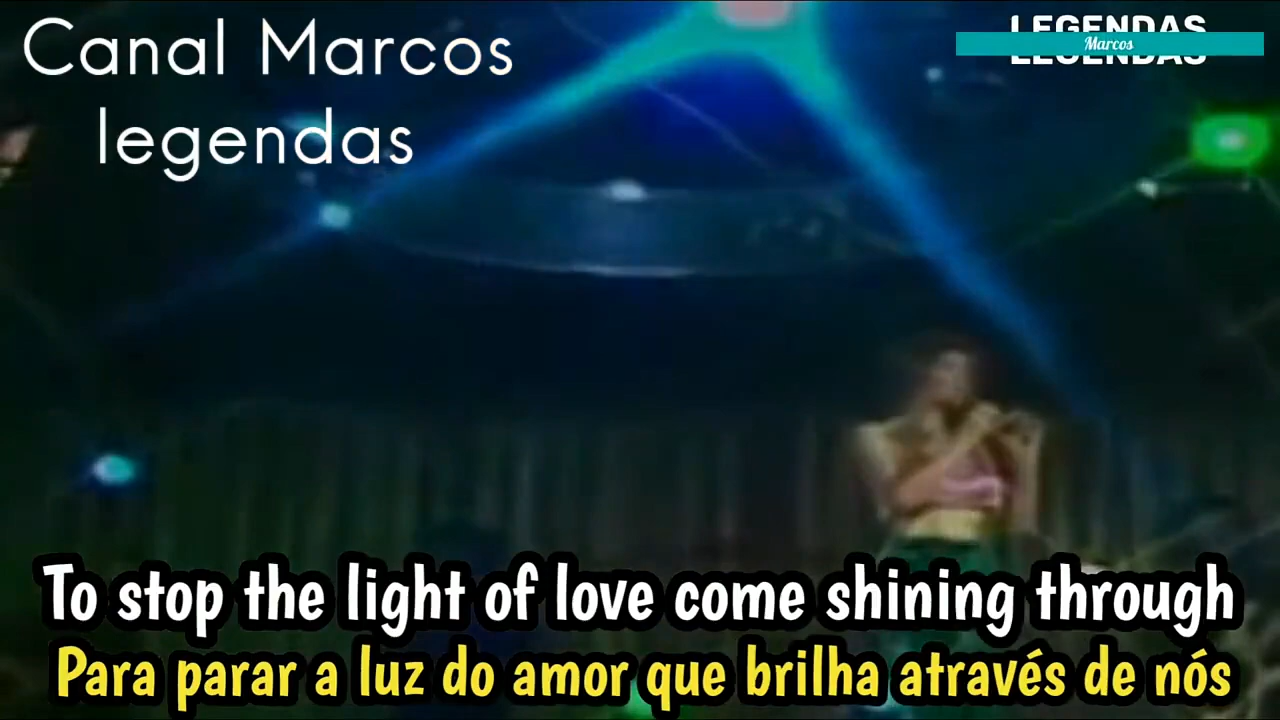 Canal Marcos
legendas
LEGENDAS
Marcos
LEGENDAS
To stop the light of love come shining through
Para parar a luz do amor que brilha através de nós